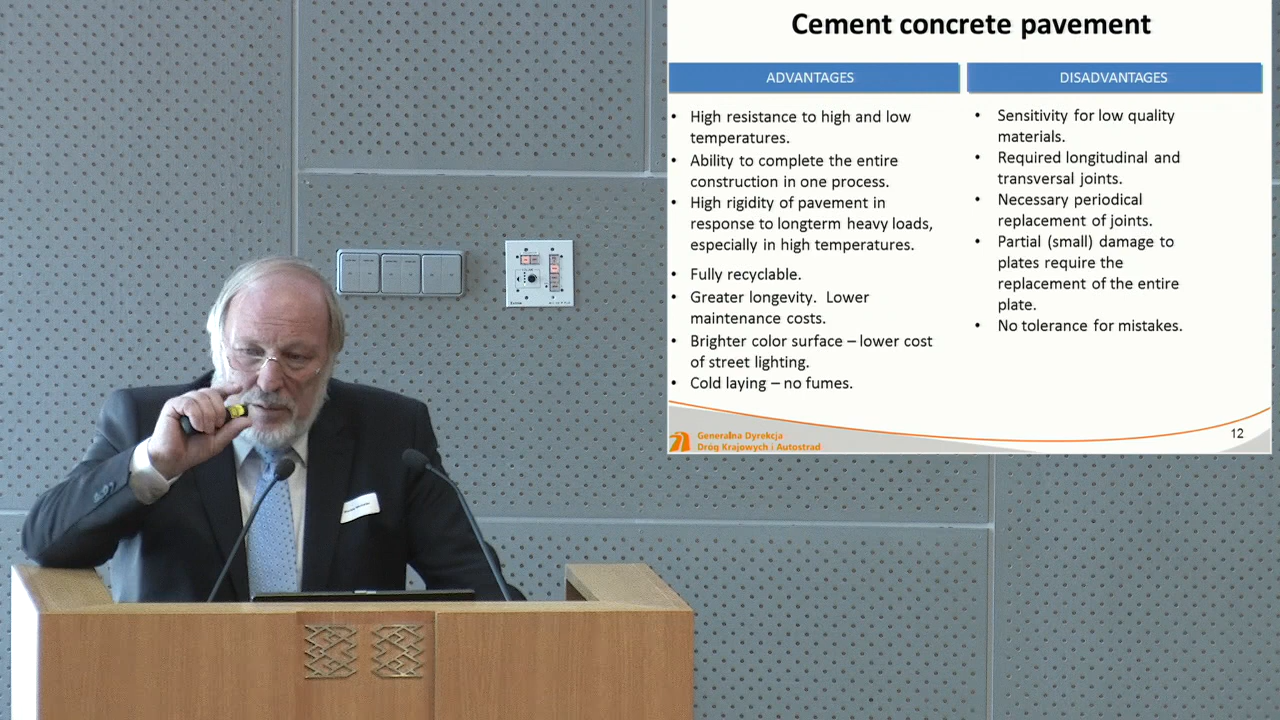 Cement concrete pavement
ADVANTAGES
• High resistance to high and low
temperatures.
• Ability to complete the entire
construction in one process.
• High rigidity of pavement in
response to longterm heavy loads,
especially in high temperatures.
• Fully recyclable.
• Greater longevity. Lower
maintenance costs.
• Brighter color surface – lower cost
of street lighting.
• Cold laying – no fumes.
DISADVANTAGES
• Sensitivity for low quality
materials.
• Required longitudinal and
transversal joints.
• Necessary periodical
replacement of joints.
• Partial (small) damage to
plates require the
replacement of the entire
plate.
• No tolerance for mistakes.
Generalna Dyrekcja
Dróg Krajowych i Autostrad
12